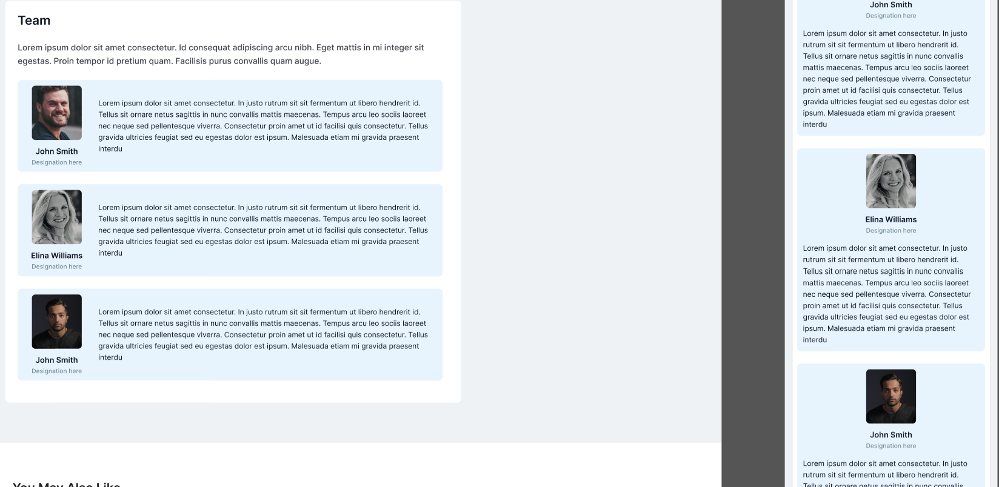 Team
Lorem ipsum dolor sit amet consectetur. Id consequat adipiscing arcu nibh. Eget mattis in mi integer sit
egestas. Proin tempor id pretium quam. Facilisis purus convallis quam augue.
Lorem ipsum dolor sit amet consectetur. In justo rutrum sit sit fermentum ut libero hendrerit id.
Tellus sit ornare netus sagittis in nunc convallis mattis maecenas. Tempus arcu leo sociis laoreet
nec neque sed pellentesque viverra. Consectetur proin amet ut id facilisi quis consectetur. Tellus
gravida ultricies feugiat sed eu egestas dolor est ipsum. Malesuada etiam mi gravida praesent
interdu
John Smith
Designation here
Lorem ipsum dolor sit amet consectetur. In justo rutrum sit sit fermentum ut libero hendrerit id.
Tellus sit ornare netus sagittis in nunc convallis mattis maecenas. Tempus arcu leo sociis laoreet
nec neque sed pellentesque viverra. Consectetur proin amet ut id facilisi quis consectetur. Tellus
gravida ultricies feugiat sed eu egestas dolor est ipsum. Malesuada etiam mi gravida praesent
interdu
Elina Williams
Designation here
Lorem ipsum dolor sit amet consectetur. In justo rutrum sit sit fermentum ut libero hendrerit id.
Tellus sit ornare netus sagittis in nunc convallis mattis maecenas. Tempus arcu leo sociis laoreet
nec neque sed pellentesque viverra. Consectetur proin amet ut id facilisi quis consectetur. Tellus
gravida ultricies feugiat sed eu egestas dolor est ipsum. Malesuada etiam mi gravida praesent
interdu
John Smith
Designation here
You May Also Like
John Smith
Designation here
Lorem ipsum dolor sit amet consectetur. In justo
rutrum sit sit fermentum ut libero hendrerit id.
Tellus sit ornare netus sagittis in nunc convallis
mattis maecenas. Tempus arcu leo sociis laoreet
nec neque sed pellentesque viverra. Consectetur
proin amet ut id facilisi quis consectetur. Tellus
gravida ultricies feugiat sed eu egestas dolor est
ipsum. Malesuada etiam mi gravida praesent
interdu
Elina Williams
Designation here
Lorem ipsum dolor sit amet consectetur. In justo
rutrum sit sit fermentum ut libero hendrerit id.
Tellus sit ornare netus sagittis in nunc convallis
mattis maecenas. Tempus arcu leo sociis laoreet
nec neque sed pellentesque viverra. Consectetur
proin amet ut id facilisi quis consectetur. Tellus
gravida ultricies feugiat sed eu egestas dolor est
ipsum. Malesuada etiam mi gravida praesent
interdu
John Smith
Designation here
Lorem ipsum dolor sit amet consectetur. In justo
rutrum sit sit fermentum ut libero hendrerit id.
Tellus sit ornare netus sagittis in nunc convallis